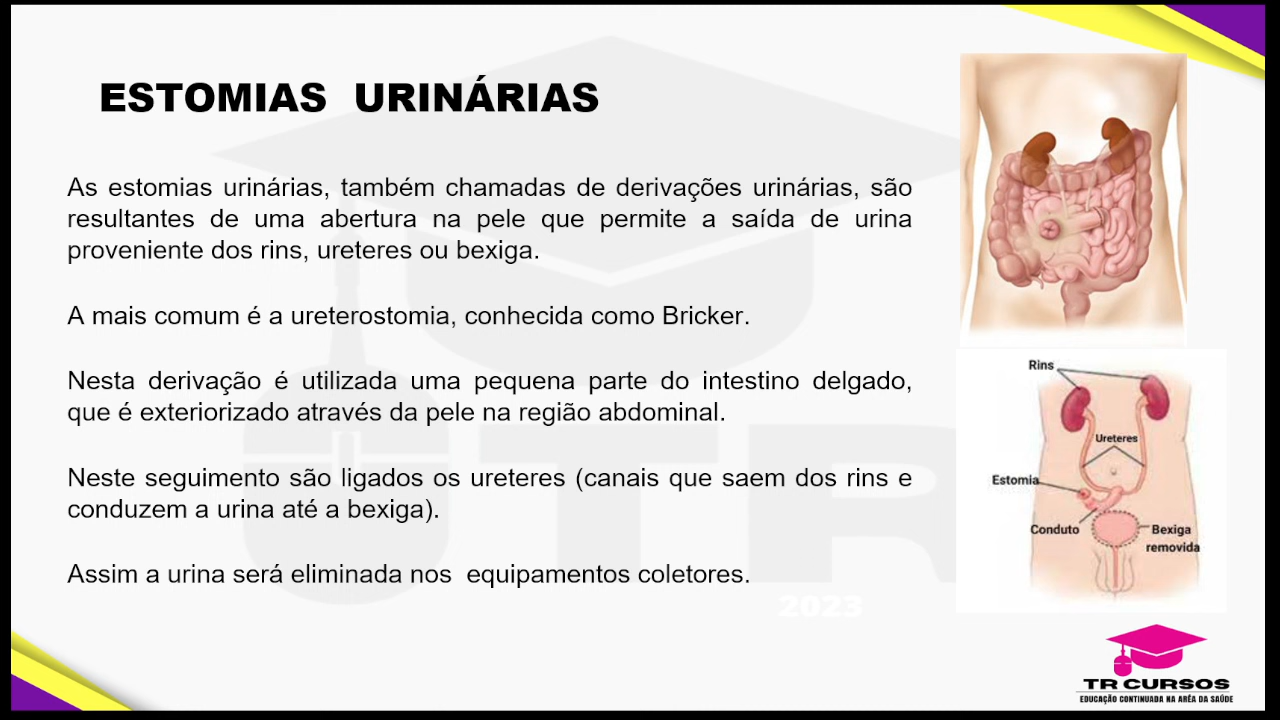 ESTOMIAS URINÁRIAS
As estomias urinárias, também chamadas de derivações urinárias, são
resultantes de uma abertura na pele que permite a saída de urina
proveniente dos rins, ureteres ou bexiga.
A mais comum é a ureterostomia, conhecida como Bricker.
Nesta derivação é utilizada uma pequena parte do intestino delgado,
que é exteriorizado através da pele na região abdominal.
Neste seguimento são ligados os ureteres (canais que saem dos rins e
conduzem a urina até a bexiga).
Assim a urina será eliminada nos equipamentos coletores.
TR
2023
Rins
Ureteres
Estomia
Conduto
Bexiga
removida
TR CURSOS
EDUCAÇÃO CONTINUADA NA ARÊA DA SAÚDE